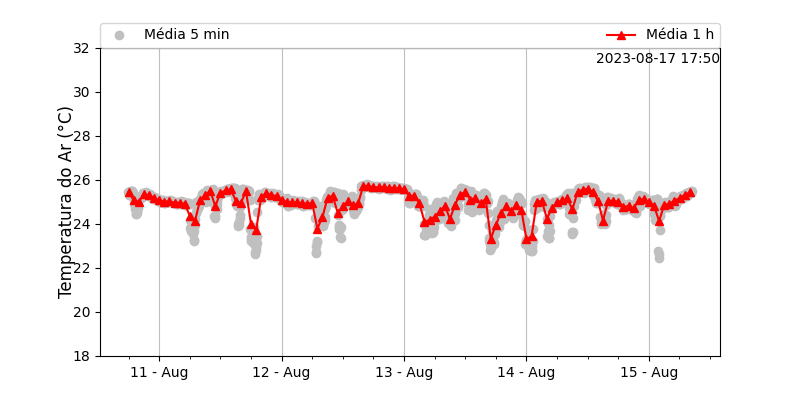 Média 5 min
Média 1 h
2023-08-17 17:50
Temperatura do Ar (°C)
32
30
28
26
24
22
20
18
11 - Aug
12 - Aug
13 - Aug
14 - Aug
15 - Aug